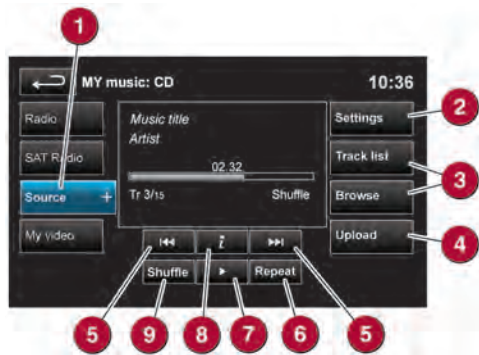 1
MY music: CD 10:36
Radio
Music title
Artist
Settings
2
SAT Radio
Track list
3
02.32
Source +
Tr 3/15 Shuffle
Browse
My video
Upload
4
i
Shuffle Repeat
5 9 8 7 6 5